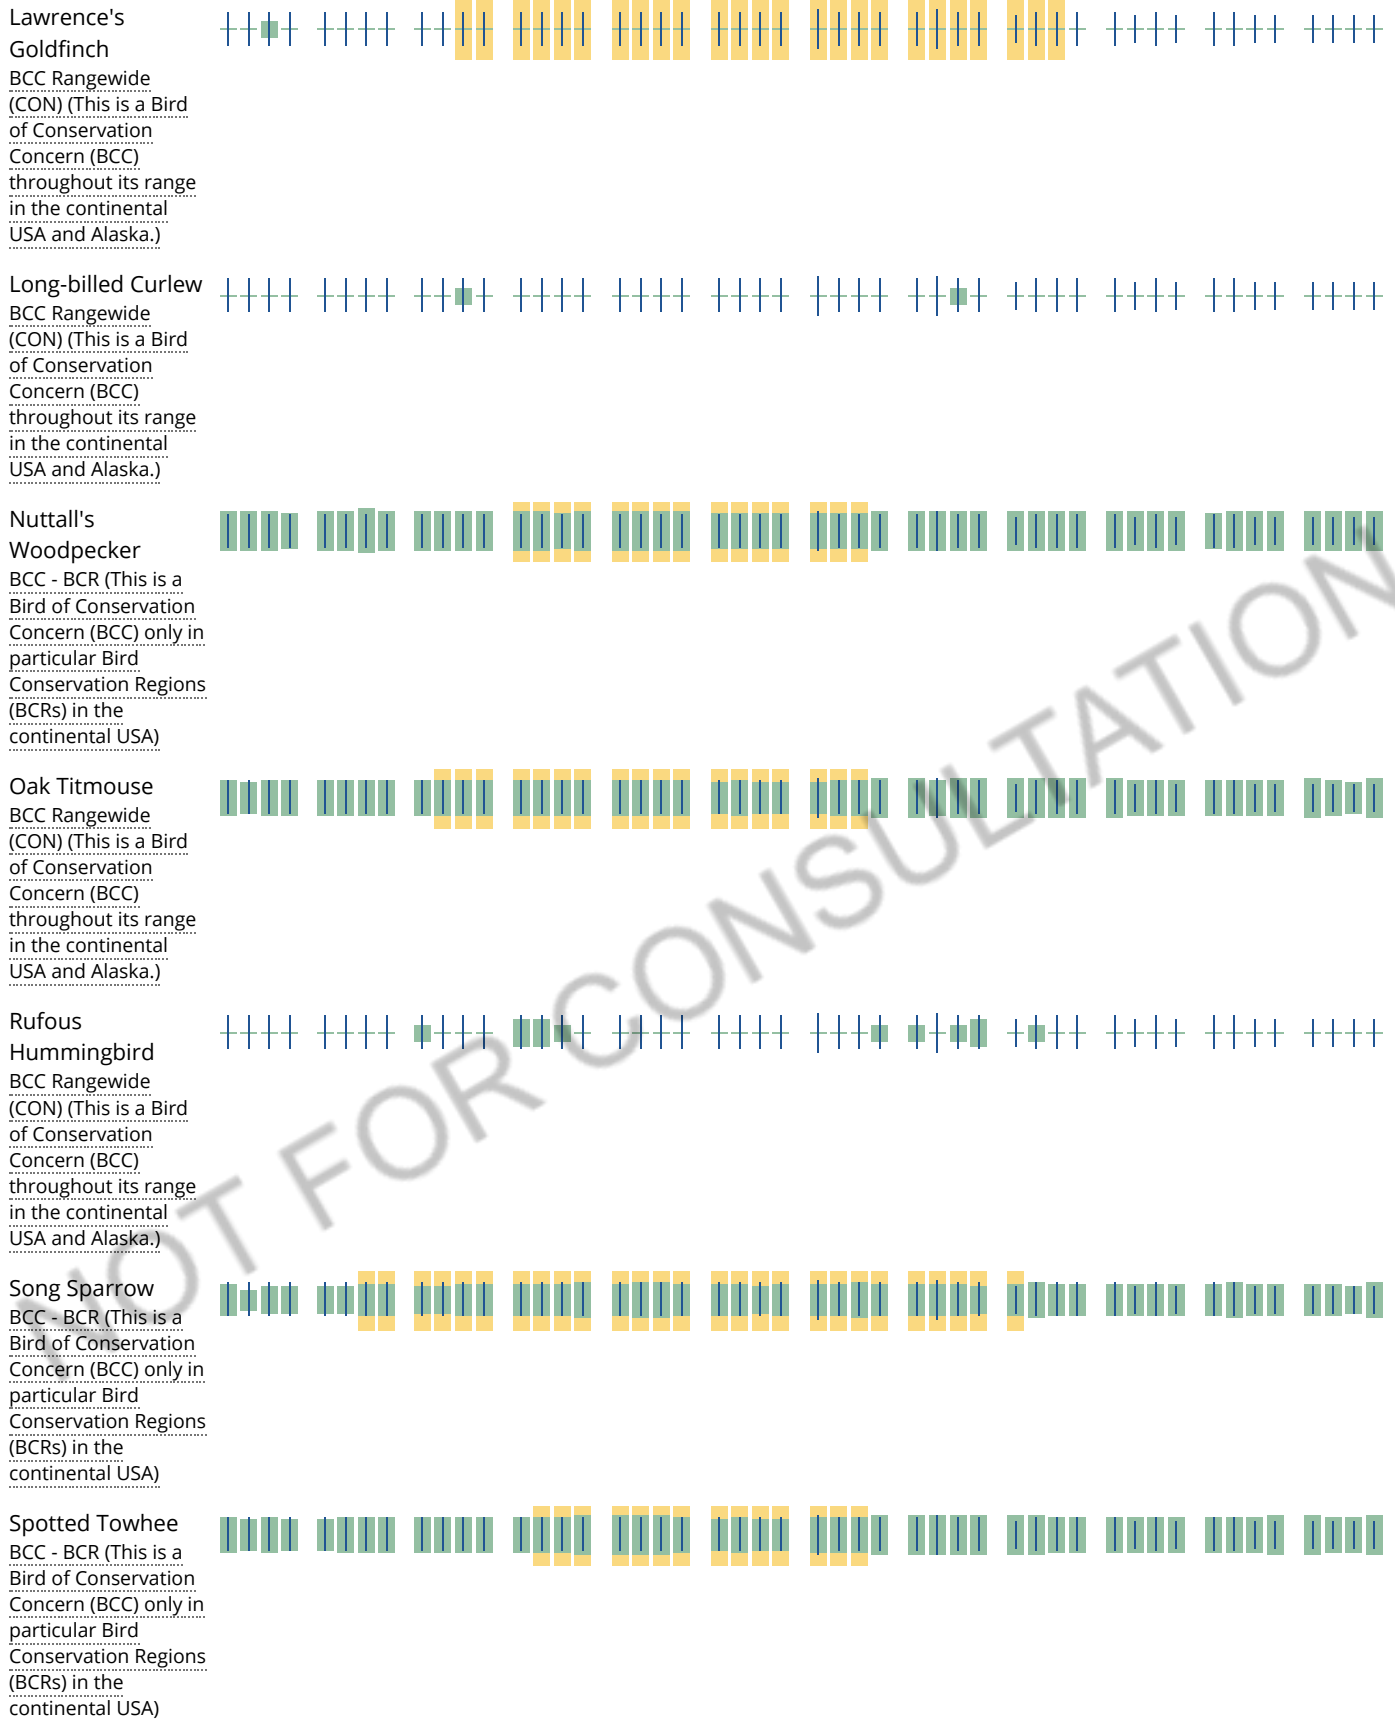 Lawrence's
Goldfinch
BCC Rangewide
(CON) (This is a Bird
of Conservation
Concern (BCC)
throughout its range
in the continental
USA and Alaska.)
Long-billed Curlew
BCC Rangewide
(CON) (This is a Bird
of Conservation
Concern (BCC)
throughout its range
in the continental
USA and Alaska.)
Nuttall's
Woodpecker
BCC - BCR (This is a
Bird of Conservation
Concern (BCC) only in
particular Bird
Conservation Regions
(BCRs) in the
continental USA)
Oak Titmouse
BCC Rangewide
(CON) (This is a Bird
of Conservation
Concern (BCC)
throughout its range
in the continental
USA and Alaska.)
Rufous
Hummingbird
BCC Rangewide
(CON) (This is a Bird
of Conservation
Concern (BCC)
throughout its range
in the continental
USA and Alaska.)
Song Sparrow
BCC - BCR (This is a
Bird of Conservation
Concern (BCC) only in
particular Bird
Conservation Regions
(BCRs) in the
continental USA)
Spotted Towhee
BCC - BCR (This is a
Bird of Conservation
Concern (BCC) only in
particular Bird
Conservation Regions
(BCRs) in the
continental USA)
NOT FOR CONSULTATION